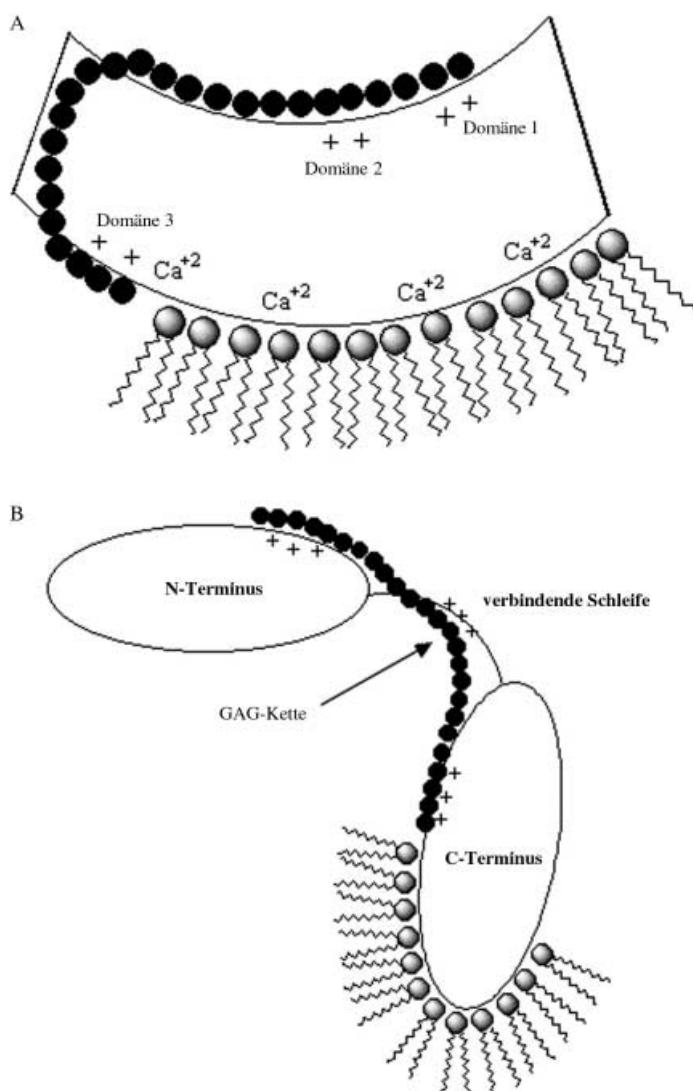 A
+ +
Domäne 1
+ +
Domäne 2
Domäne 3
+ +
Ca+2
Ca+2
Ca+2
Ca+2
B
+ + +
N-Terminus
+ + +
verbindende Schleife
GAG-Kette
+ + +
C-Terminus